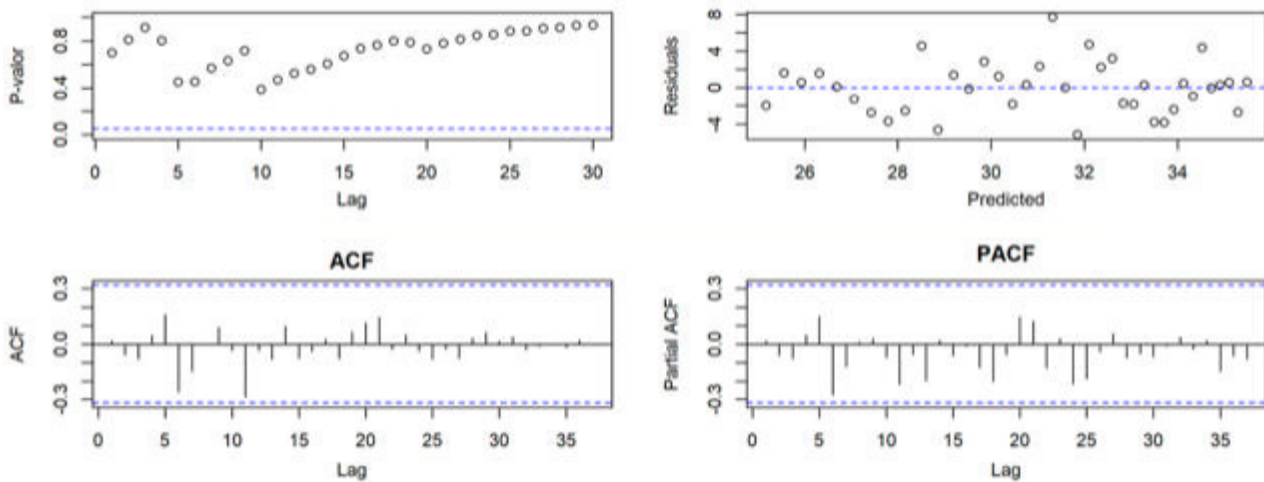 P-valor
0.0 0.4 0.8
0 5 10 15 20 25 30
Lag
Residuals
-4 0 4 8
26 28 30 32 34
Predicted
ACF
ACF
-0.3 0.0 0.3
0 5 10 15 20 25 30 35
Lag
PACF
Partial ACF
-0.3 0.0 0.3
0 5 10 15 20 25 30 35
Lag